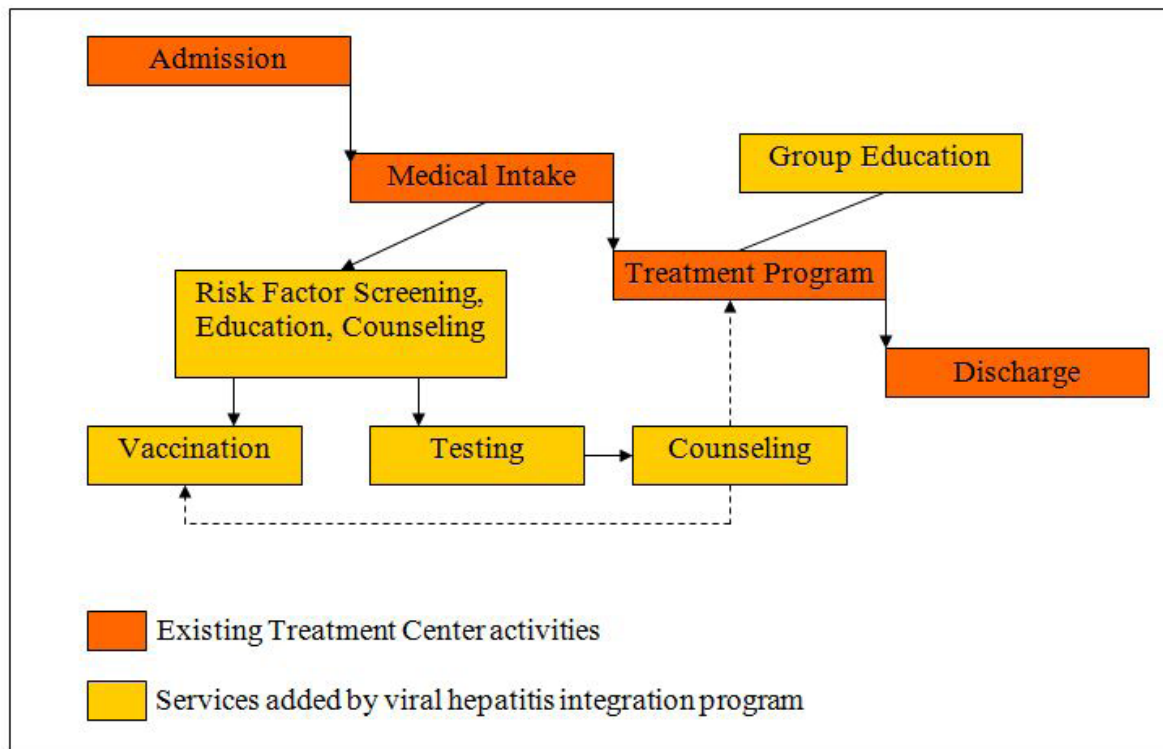 Admission
Medical Intake
Group Education
Treatment Program
Risk Factor Screening,
Education, Counseling
Discharge
Vaccination
Testing
Counseling
Existing Treatment Center activities
Services added by viral hepatitis integration program